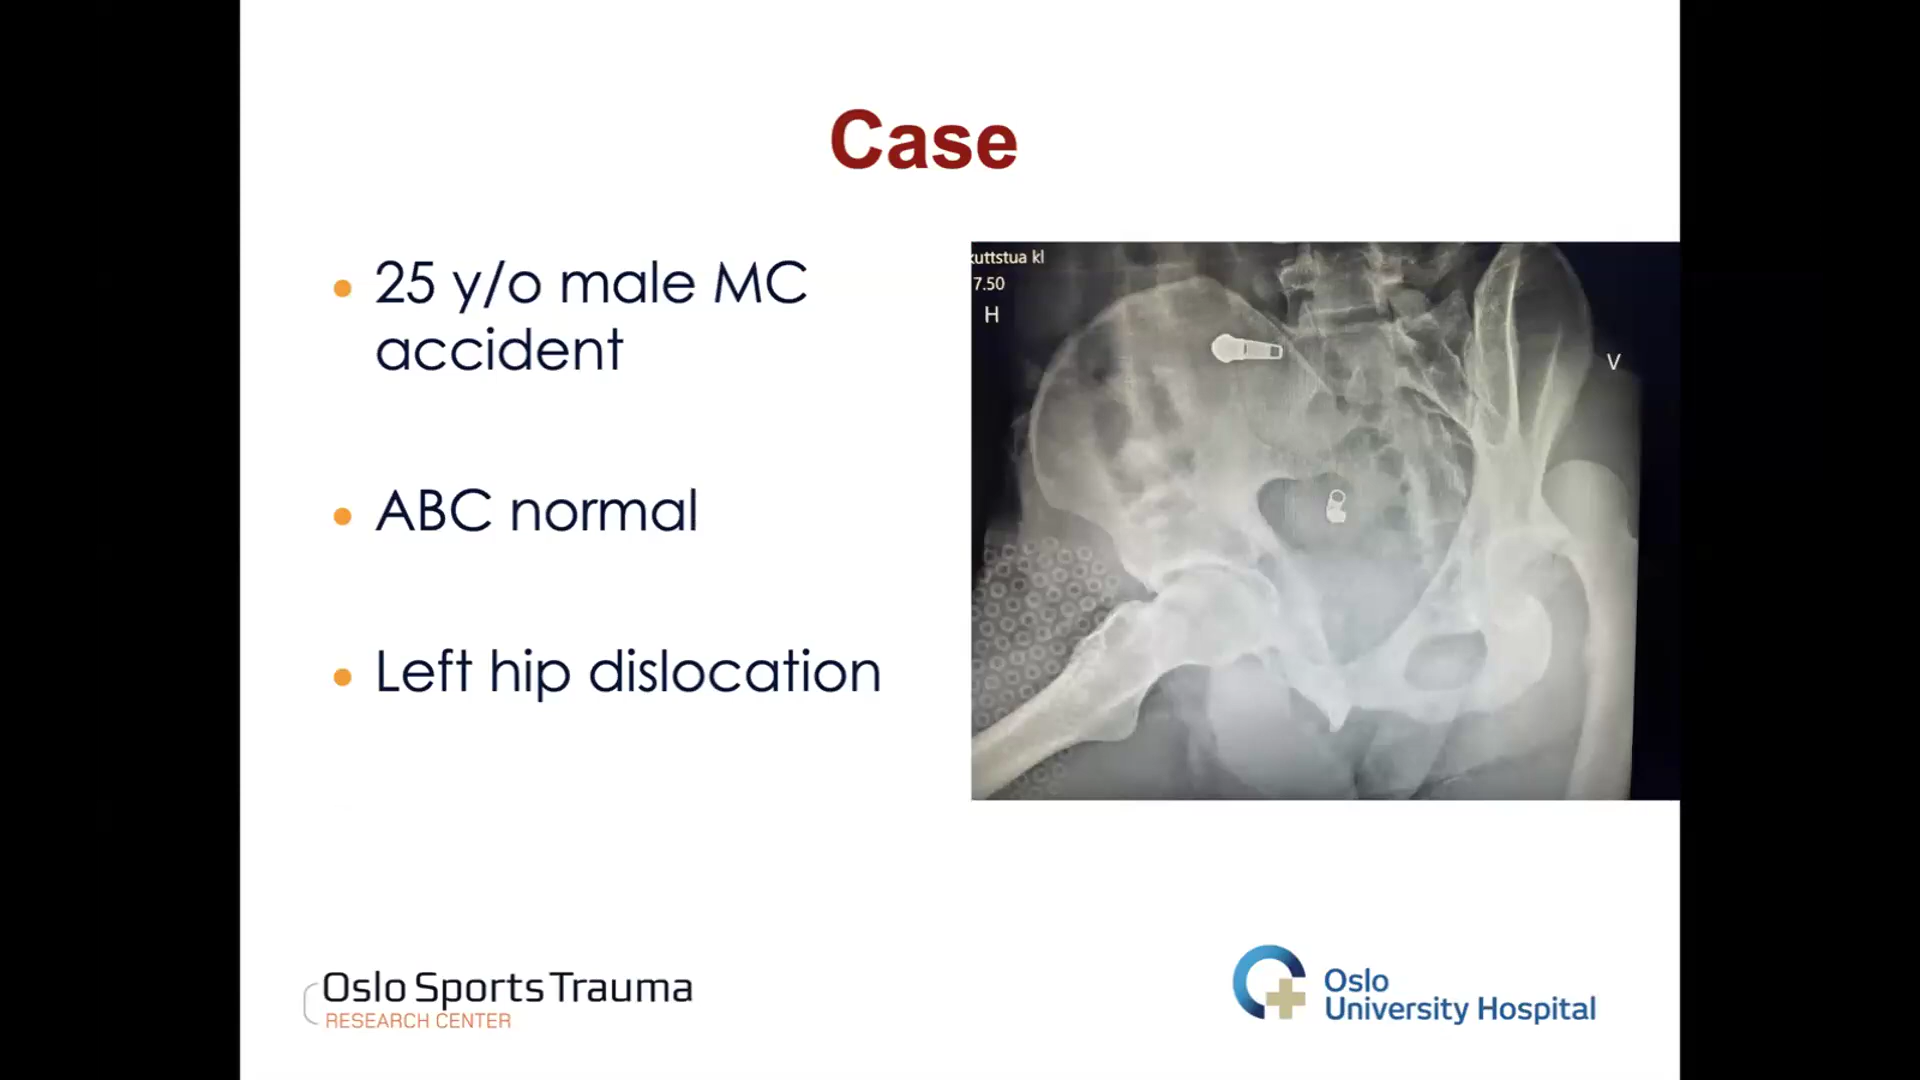 Case
25 y/o male MC
accident
ABC normal
Left hip dislocation
kuttstua kl
7.50
H
V
Oslo Sports Trauma
RESEARCH CENTER
Oslo
University Hospital